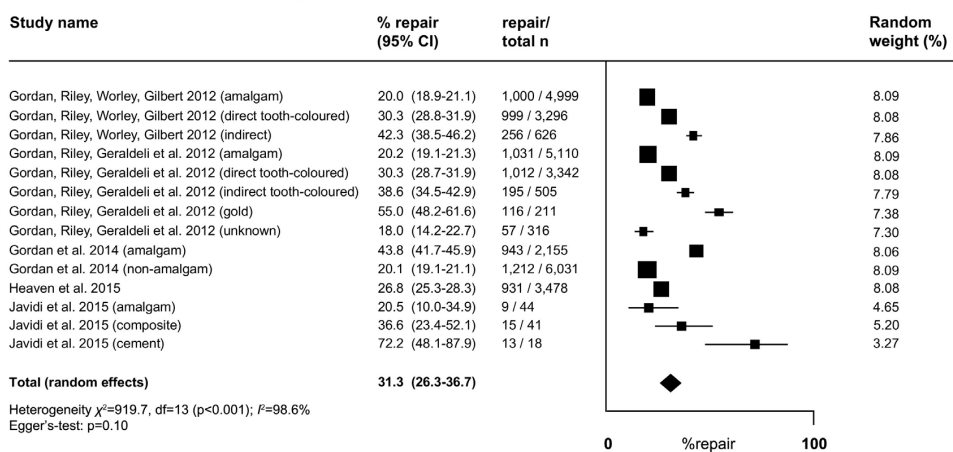 Study name % repair repair/ Random
(95% CI) total n weight (%)
Gordan, Riley, Worley, Gilbert 2012 (amalgam) 20.0 (18.9-21.1) 1,000 / 4,999 8.09
Gordan, Riley, Worley, Gilbert 2012 (direct tooth-coloured) 30.3 (28.8-31.9) 999 / 3,296 8.08
Gordan, Riley, Worley, Gilbert 2012 (indirect) 42.3 (38.5-46.2) 256 / 626 7.86
Gordan, Riley, Geraldeli et al. 2012 (amalgam) 20.2 (19.1-21.3) 1,031 / 5,110 8.09
Gordan, Riley, Geraldeli et al. 2012 (direct tooth-coloured) 30.3 (28.7-31.9) 1,012 / 3,342 8.08
Gordan, Riley, Geraldeli et al. 2012 (indirect tooth-coloured) 38.6 (34.5-42.9) 195 / 505 7.79
Gordan, Riley, Geraldeli et al. 2012 (gold) 55.0 (48.2-61.6) 116 / 211 7.38
Gordan, Riley, Geraldeli et al. 2012 (unknown) 18.0 (14.2-22.7) 57 / 316 7.30
Gordan et al. 2014 (amalgam) 43.8 (41.7-45.9) 943 / 2,155 8.06
Gordan et al. 2014 (non-amalgam) 20.1 (19.1-21.1) 1,212 / 6,031 8.09
Heaven et al. 2015 26.8 (25.3-28.3) 931 / 3,478 8.08
Javidi et al. 2015 (amalgam) 20.5 (10.0-34.9) 9 / 44 4.65
Javidi et al. 2015 (composite) 36.6 (23.4-52.1) 15 / 41 5.20
Javidi et al. 2015 (cement) 72.2 (48.1-87.9) 13 / 18 3.27
Total (random effects) 31.3 (26.3-36.7)
Heterogeneity χ²=919.7, df=13 (p<0.001); I²=98.6%
Egger's-test: p=0.10
0 %repair 100